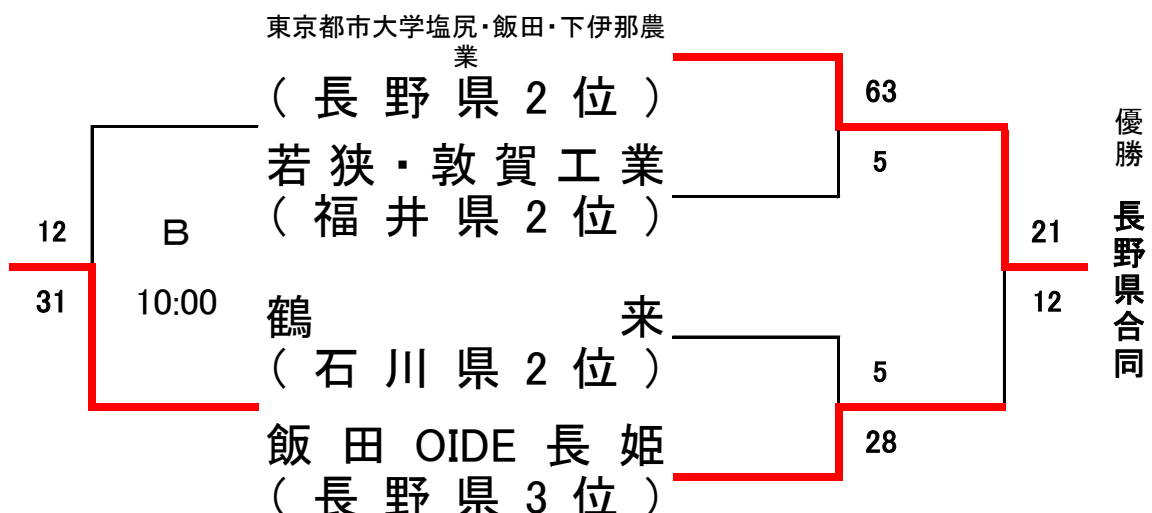 東京都市大学塩尻・飯田・下伊那農
業
( 長 野 県 2 位 )
63
若 狭 ・ 敦 賀 工 業
5
( 福 井 県 2 位 )
12
B
31
10:00
鶴 来
( 石 川 県 2 位 )
5
飯 田 OIDE 長 姫
28
( 長 野 県 3 位 )
21
12
優勝 長野県合同